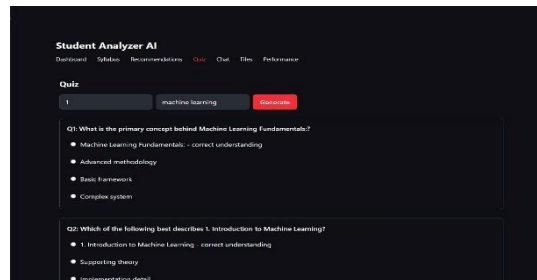 Student Analyzer AI
Dashboard Syllabus Recommendations Quiz Chat Files Performance
Quiz
1 machine learning Generate
Q1: What is the primary concept behind Machine Learning Fundamentals:?
Machine Learning Fundamentals: - correct understanding
Advanced methodology
Basic framework
Complex system
Q2: Which of the following best describes 1. Introduction to Machine Learning?
1. Introduction to Machine Learning - correct understanding
Supporting theory
Implementation detail